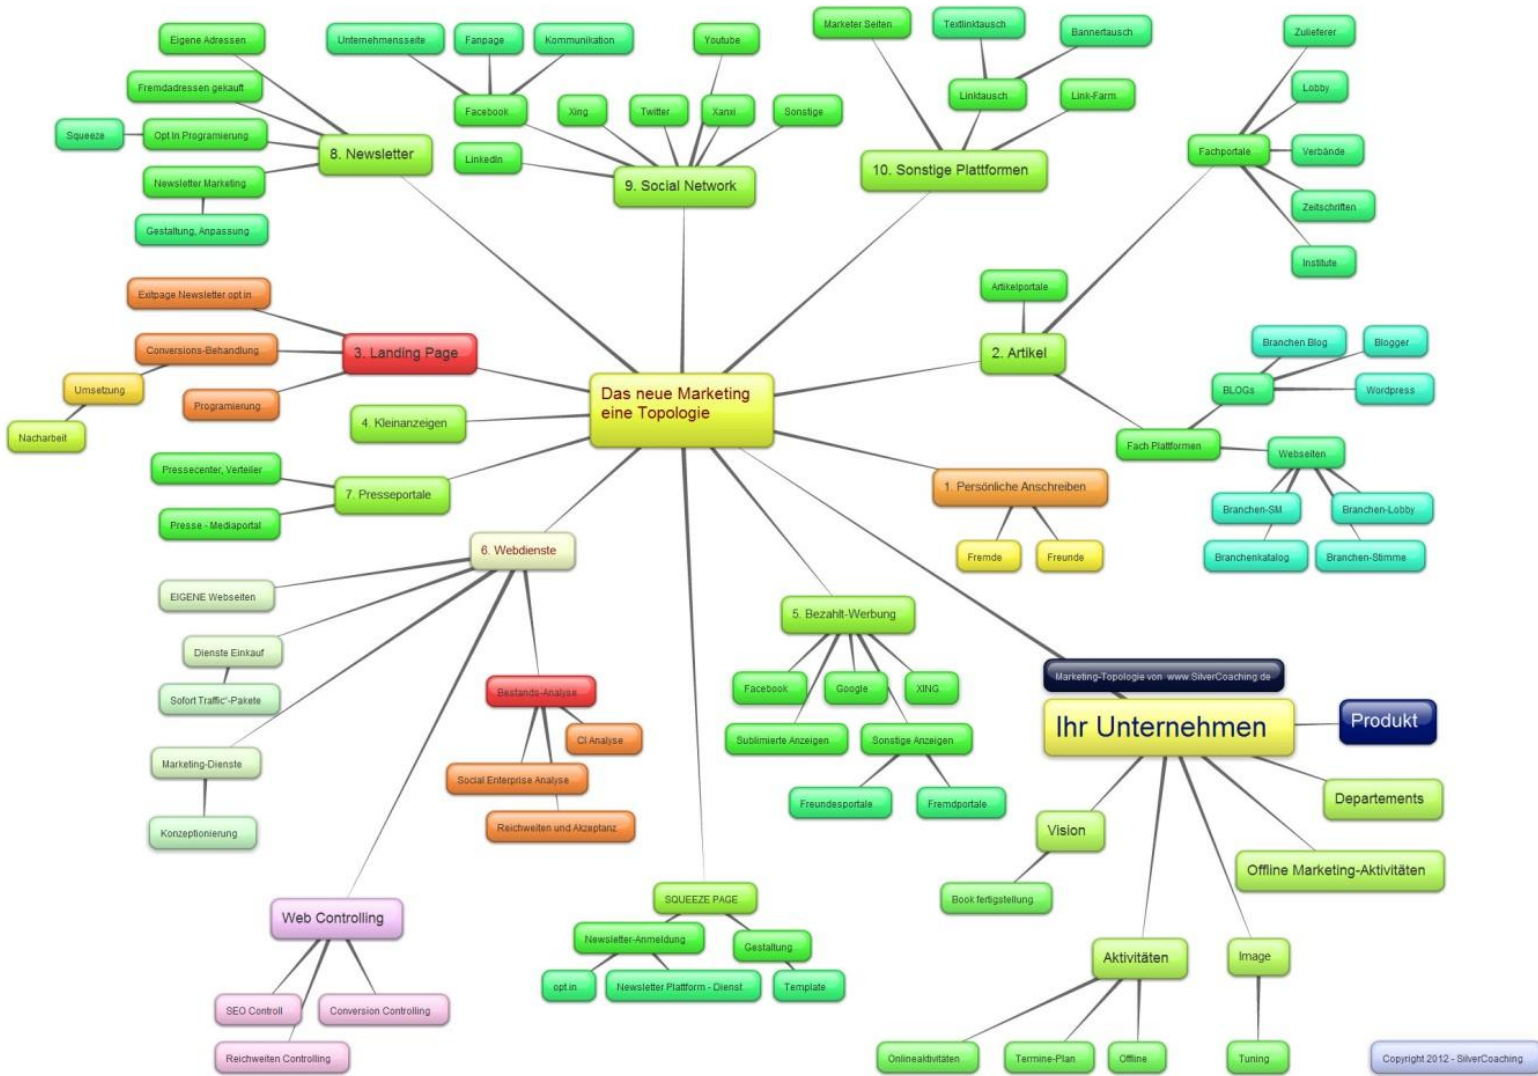 Eigene Adressen
Fremdadressen gekauft
Squeeze
Opt In Programierung
8. Newsletter
Newsletter Marketing
Gestaltung, Anpassung
Unternehmensseite
Fanpage
Kommunikation
Youtube
Facebook
Xing
Twitter
Xanxi
Sonstige
LinkedIn
9. Social Network
Marketer Seiten
Textlinktausch
Bannertausch
Linktausch
Link-Farm
10. Sonstige Plattformen
Zulieferer
Lobby
Fachportale
Verbände
Zeitschriften
Institute
Artikelportale
2. Artikel
Branchen Blog
Blogger
BLOGs
Wordpress
Fach Plattformen
Webseiten
Branchen-SM
Branchen-Lobby
Branchenkatalog
Branchen-Stimme
Exitpage Newsletter opt in
Conversions-Behandlung
3. Landing Page
Umsetzung
Programierung
Nacharbeit
Das neue Marketing
eine Topologie
4. Kleinanzeigen
Pressecenter, Verteiler
7. Presseportale
Presse - Mediaportal
1. Persönliche Anschreiben
Fremde
Freunde
6. Webdienste
EIGENE Webseiten
Dienste Einkauf
Sofort Traffic"-Pakete
Marketing-Dienste
Konzeptionierung
Bestands-Analyse
CI Analyse
Social Enterprise Analyse
Reichweiten und Akzeptanz
5. Bezahlt-Werbung
Facebook
Google
XING
Sublimierte Anzeigen
Sonstige Anzeigen
Freundesportale
Fremdportale
Marketing-Topologie von www.SilverCoaching.de
Ihr Unternehmen
Produkt
Departements
Vision
Offline Marketing-Aktivitäten
Book fertigstellung
Aktivitäten
Image
Onlineaktivitäten
Termine-Plan
Offline
Tuning
Web Controlling
SEO Controll
Conversion Controlling
Reichweiten Controlling
SQUEEZE PAGE
Newsletter-Anmeldung
Gestaltung
opt in
Newsletter Plattform - Dienst
Template
Copyright 2012 - SilverCoaching